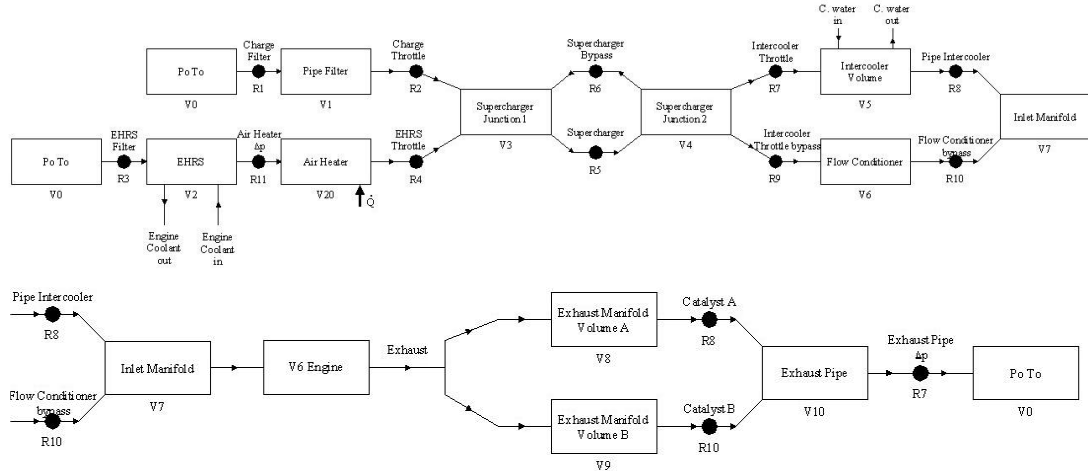 C. water
in
C. water
out
Charge
Filter
Charge
Throttle
Supercharger
Bypass
Intercooler
Throttle
Pipe Intercooler
Po To
Pipe Filter
Intercooler
Volume
R1
R2
R6
R7
R8
V0
V1
V5
Supercharger
Junction 1
Supercharger
Junction 2
Inlet Manifold
EHRS
Filter
Air Heater
Δp
EHRS
Throttle
Supercharger
Intercooler
Throttle bypass
Flow Conditioner
bypass
V3
V4
V7
Po To
EHRS
Air Heater
Flow Conditioner
R3
R11
R4
R5
R9
R10
V0
V2
V20
V6
Q̇
Engine
Coolant
out
Engine
Coolant
in
Pipe Intercooler
R8
Exhaust Manifold
Volume A
Catalyst A
V8
R8
Inlet Manifold
V6 Engine
Exhaust
Exhaust Pipe
Exhaust Pipe
Δp
Po To
V7
R7
V10
V0
Flow Conditioner
bypass
R10
Exhaust Manifold
Volume B
Catalyst B
V9
R10